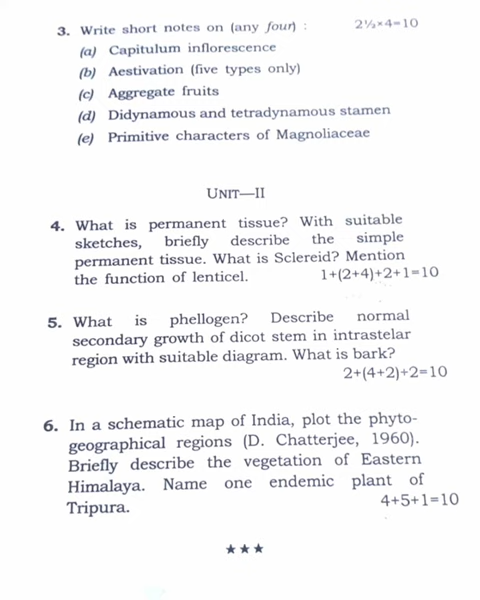 3. Write short notes on (any four) : 2½×4=10
(a) Capitulum inflorescence
(b) Aestivation (five types only)
(c) Aggregate fruits
(d) Didynamous and tetradynamous stamen
(e) Primitive characters of Magnoliaceae
UNIT—II
4. What is permanent tissue? With suitable
sketches, briefly describe the simple
permanent tissue. What is Sclereid? Mention
the function of lenticel. 1+(2+4)+2+1=10
5. What is phellogen? Describe normal
secondary growth of dicot stem in intrastelar
region with suitable diagram. What is bark?
2+(4+2)+2=10
6. In a schematic map of India, plot the phyto-
geographical regions (D. Chatterjee, 1960).
Briefly describe the vegetation of Eastern
Himalaya. Name one endemic plant of
Tripura. 4+5+1=10
★★★